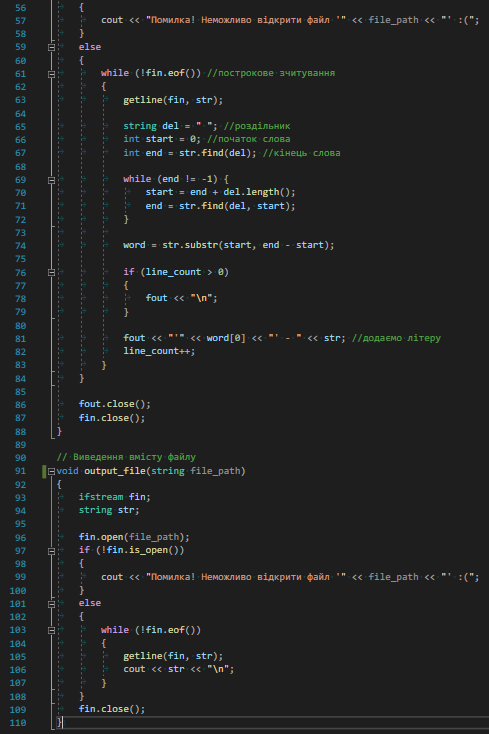 56 {
57 cout << "Помилка! Неможливо відкрити файл '" << file_path << "' :(";
58 }
59 else
60 {
61 while (!fin.eof()) //построкове зчитування
62 {
63 getline(fin, str);
64
65 string del = " "; //роздільник
66 int start = 0; //початок слова
67 int end = str.find(del); //кінець слова
68
69 while (end != -1) {
70 start = end + del.length();
71 end = str.find(del, start);
72 }
73
74 word = str.substr(start, end - start);
75
76 if (line_count > 0)
77 {
78 fout << "\n";
79 }
80
81 fout << "'" << word[0] << "' - " << str; //додаємо літеру
82 line_count++;
83 }
84 }
85
86 fout.close();
87 fin.close();
88 }
89
90 // Виведення вмісту файлу
91 void output_file(string file_path)
92 {
93 ifstream fin;
94 string str;
95
96 fin.open(file_path);
97 if (!fin.is_open())
98 {
99 cout << "Помилка! Неможливо відкрити файл '" << file_path << "' :(";
100 }
101 else
102 {
103 while (!fin.eof())
104 {
105 getline(fin, str);
106 cout << str << "\n";
107 }
108 }
109 fin.close();
110 }